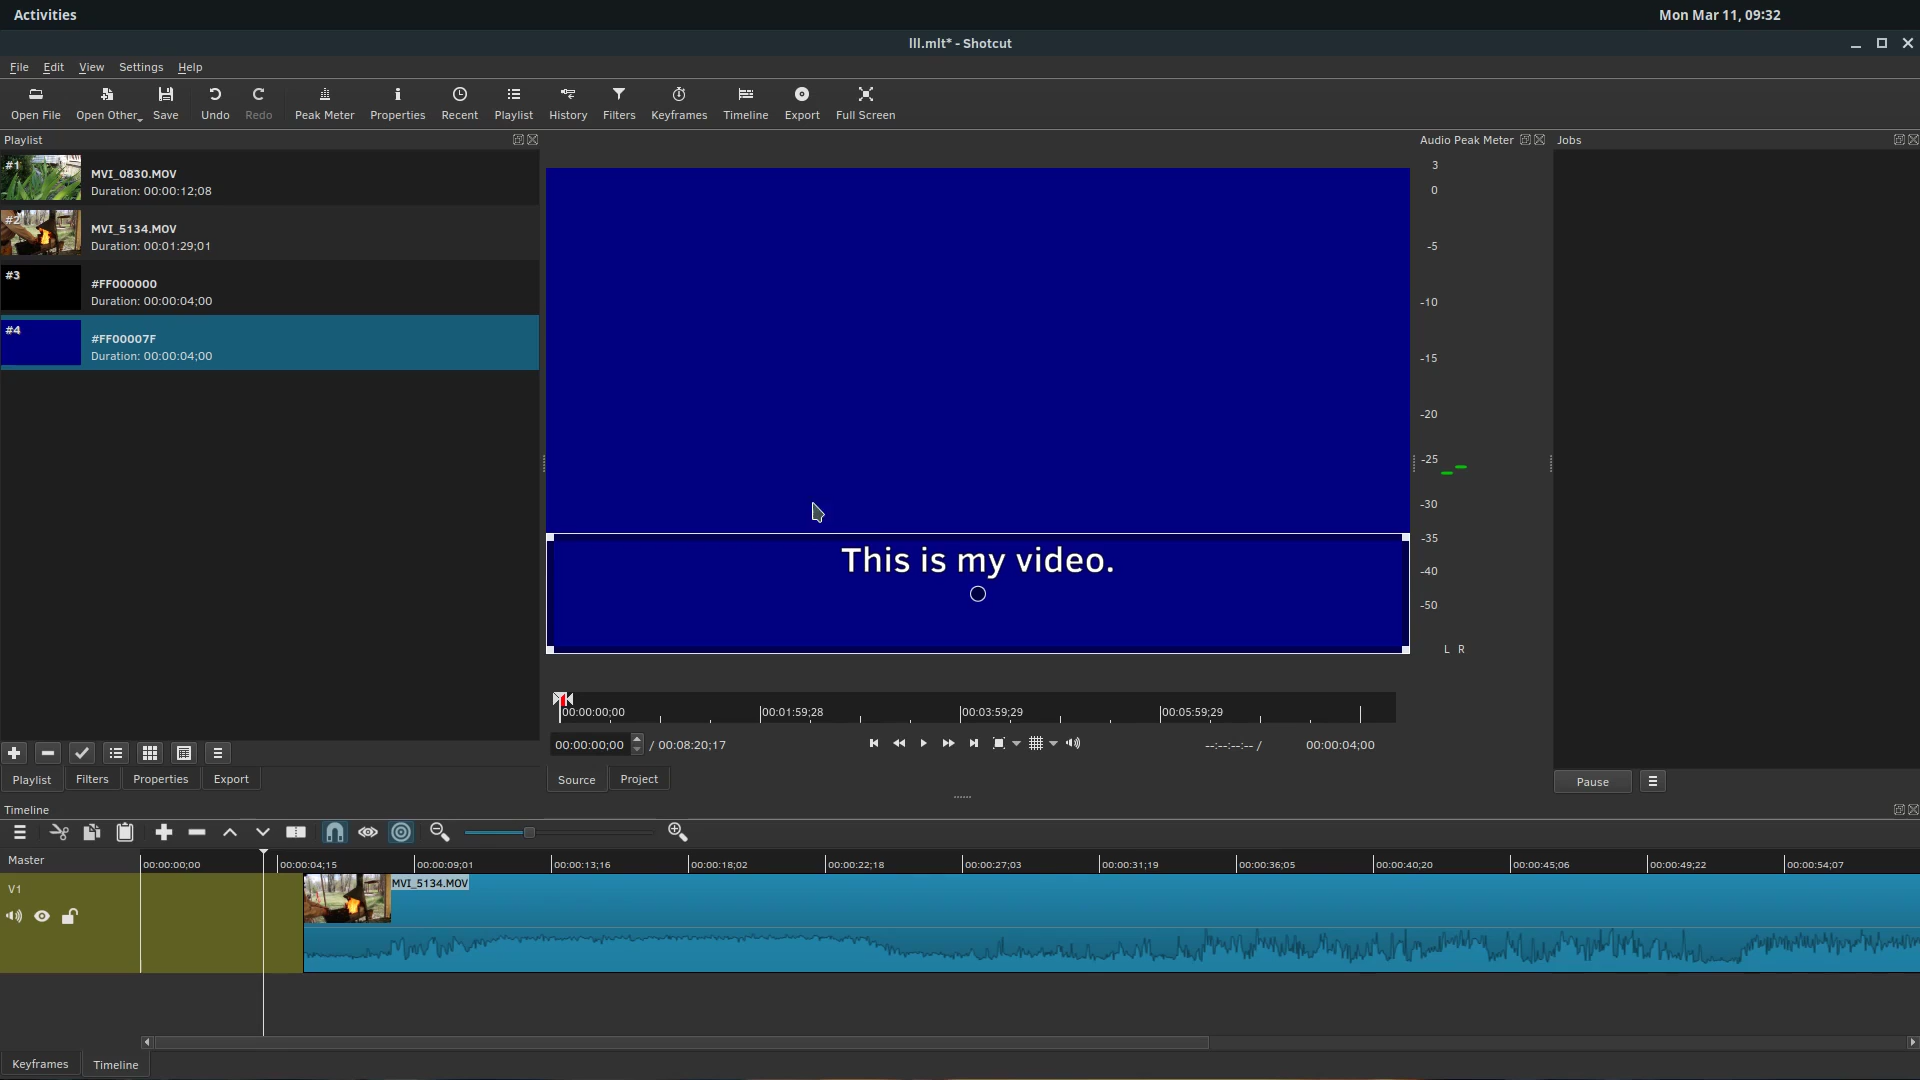 Activities
Mon Mar 11, 09:32
lll.mlt* - Shotcut
File Edit View Settings Help
Open File Open Other Save Undo Redo Peak Meter Properties Recent Playlist History Filters Keyframes Timeline Export Full Screen
Playlist
Audio Peak Meter
Jobs
#1
MVI_0830.MOV
Duration: 00:00:12;08
#2
MVI_5134.MOV
Duration: 00:01:29;01
#3
#FF000000
Duration: 00:00:04;00
#4
#FF00007F
Duration: 00:00:04;00
This is my video.
3
0
-5
-10
-15
-20
-25
-30
-35
-40
-50
L R
00:00:00;00 00:01:59;28 00:03:59;29 00:05:59;29
00:00:00;00 / 00:08:20;17 --:--:--:-- / 00:00:04;00
Playlist Filters Properties Export
Source Project
Pause
Timeline
Master
00:00:00;00 00:00:04;15 00:00:09;01 00:00:13;16 00:00:18;02 00:00:22;18 00:00:27;03 00:00:31;19 00:00:36;05 00:00:40;20 00:00:45;06 00:00:49;22 00:00:54;07
V1
MVI_5134.MOV
Keyframes Timeline